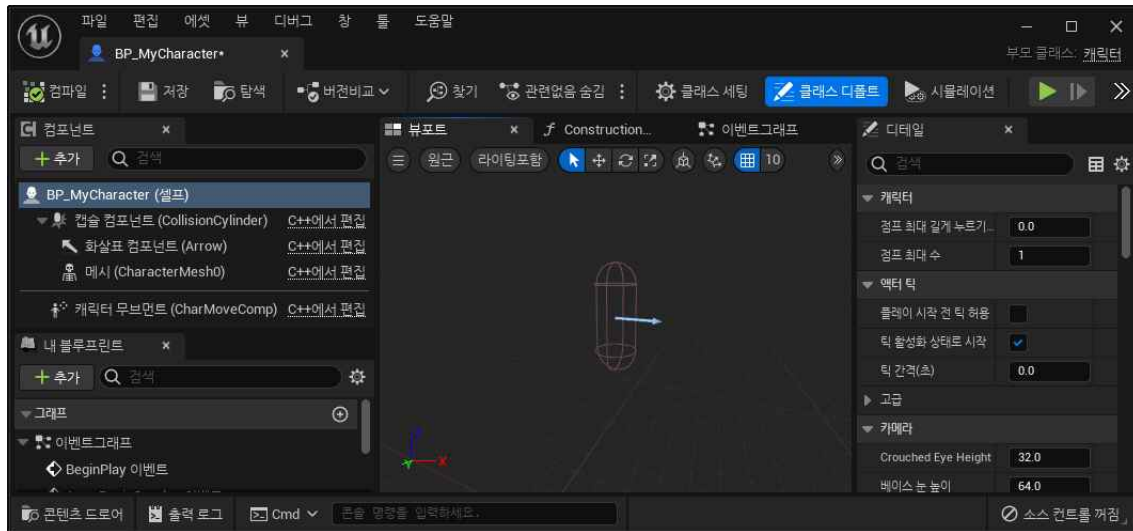 파일 편집 에셋 뷰 디버그 창 툴 도움말
BP_MyCharacter•
부모 클래스: 캐릭터
컴파일 저장 탐색 버전비교 찾기 관련없음 숨김 클래스 세팅 클래스 디폴트 시뮬레이션
컴포넌트
추가 검색
BP_MyCharacter (셀프)
캡슐 컴포넌트 (CollisionCylinder) C++에서 편집
화살표 컴포넌트 (Arrow) C++에서 편집
메시 (CharacterMesh0) C++에서 편집
캐릭터 무브먼트 (CharMoveComp) C++에서 편집
내 블루프린트
추가 검색
그래프
이벤트그래프
BeginPlay 이벤트
뷰포트 Construction... 이벤트그래프
원근 라이팅포함 10
디테일
검색
캐릭터
점프 최대 길게 누르기... 0.0
점프 최대 수 1
액터 틱
플레이 시작 전 틱 허용
틱 활성화 상태로 시작
틱 간격(초) 0.0
고급
카메라
Crouched Eye Height 32.0
베이스 눈 높이 64.0
콘텐츠 드로어 출력 로그 Cmd 콘솔 명령을 입력하세요. 소스 컨트롤 꺼짐